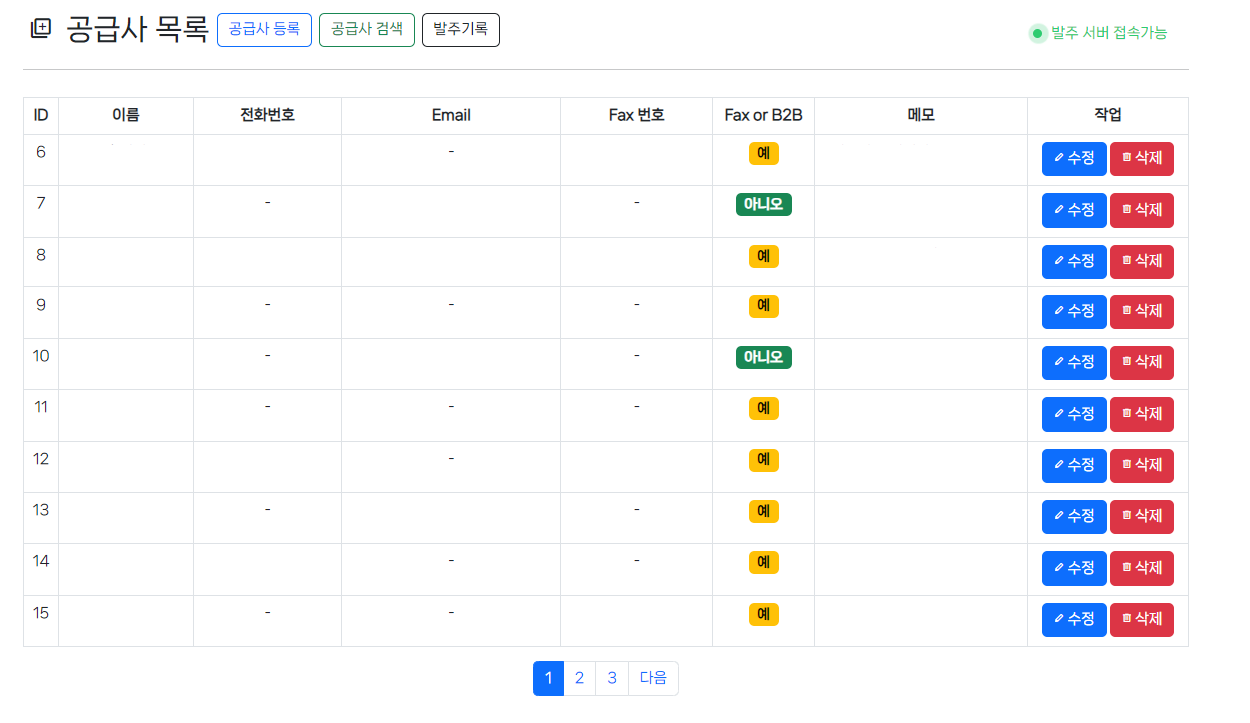 공급사 목록 공급사 등록 공급사 검색 발주기록 발주 서버 접속가능
ID 이름 전화번호 Email Fax 번호 Fax or B2B 메모 작업
6 - 예 수정 삭제
7 - - 아니오 수정 삭제
8 예 수정 삭제
9 - - - 예 수정 삭제
10 - - 아니오 수정 삭제
11 - - - 예 수정 삭제
12 - 예 수정 삭제
13 - - 예 수정 삭제
14 - - 예 수정 삭제
15 - - 예 수정 삭제
1 2 3 다음